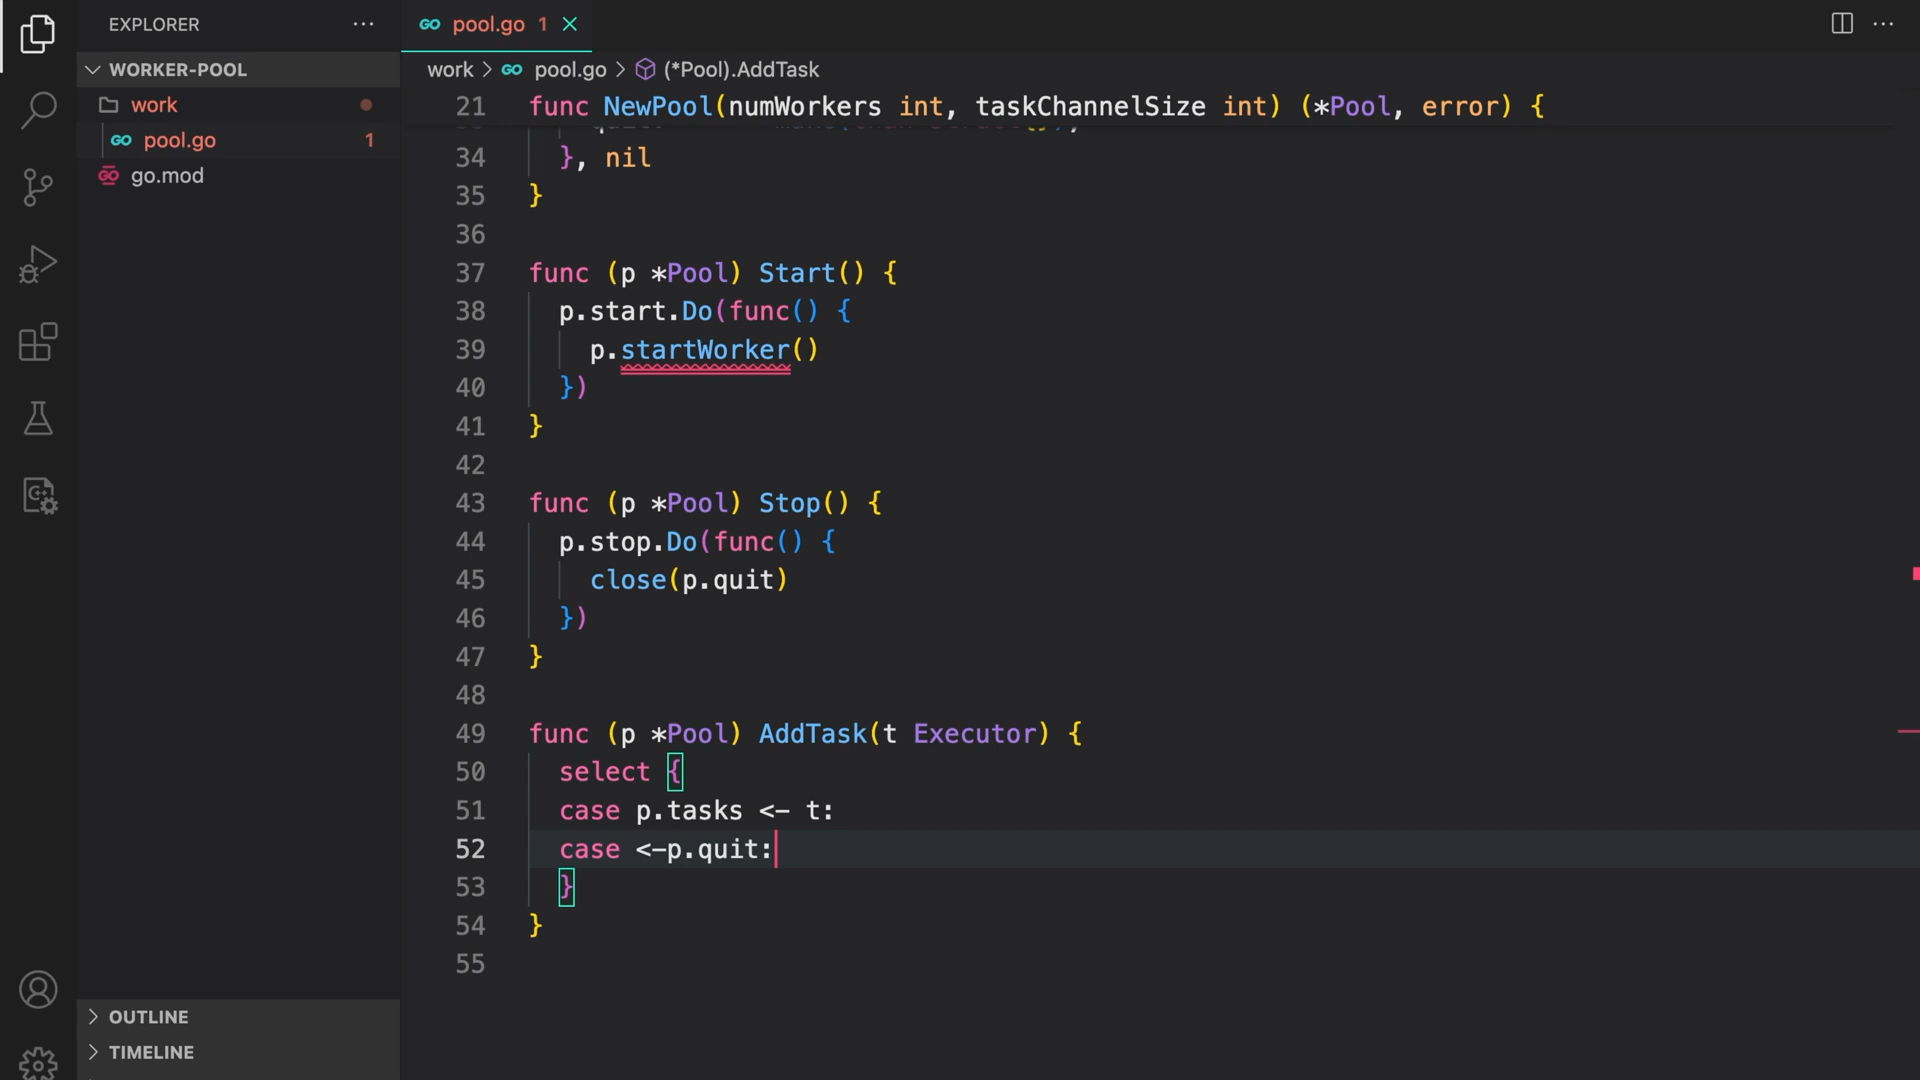 EXPLORER
WORKER-POOL
work
pool.go 1
go.mod
OUTLINE
TIMELINE
pool.go 1
work > pool.go > (*Pool).AddTask
21 func NewPool(numWorkers int, taskChannelSize int) (*Pool, error) {
34 }, nil
35 }
36
37 func (p *Pool) Start() {
38 p.start.Do(func() {
39 p.startWorker()
40 })
41 }
42
43 func (p *Pool) Stop() {
44 p.stop.Do(func() {
45 close(p.quit)
46 })
47 }
48
49 func (p *Pool) AddTask(t Executor) {
50 select {
51 case p.tasks <- t:
52 case <-p.quit:
53 }
54 }
55